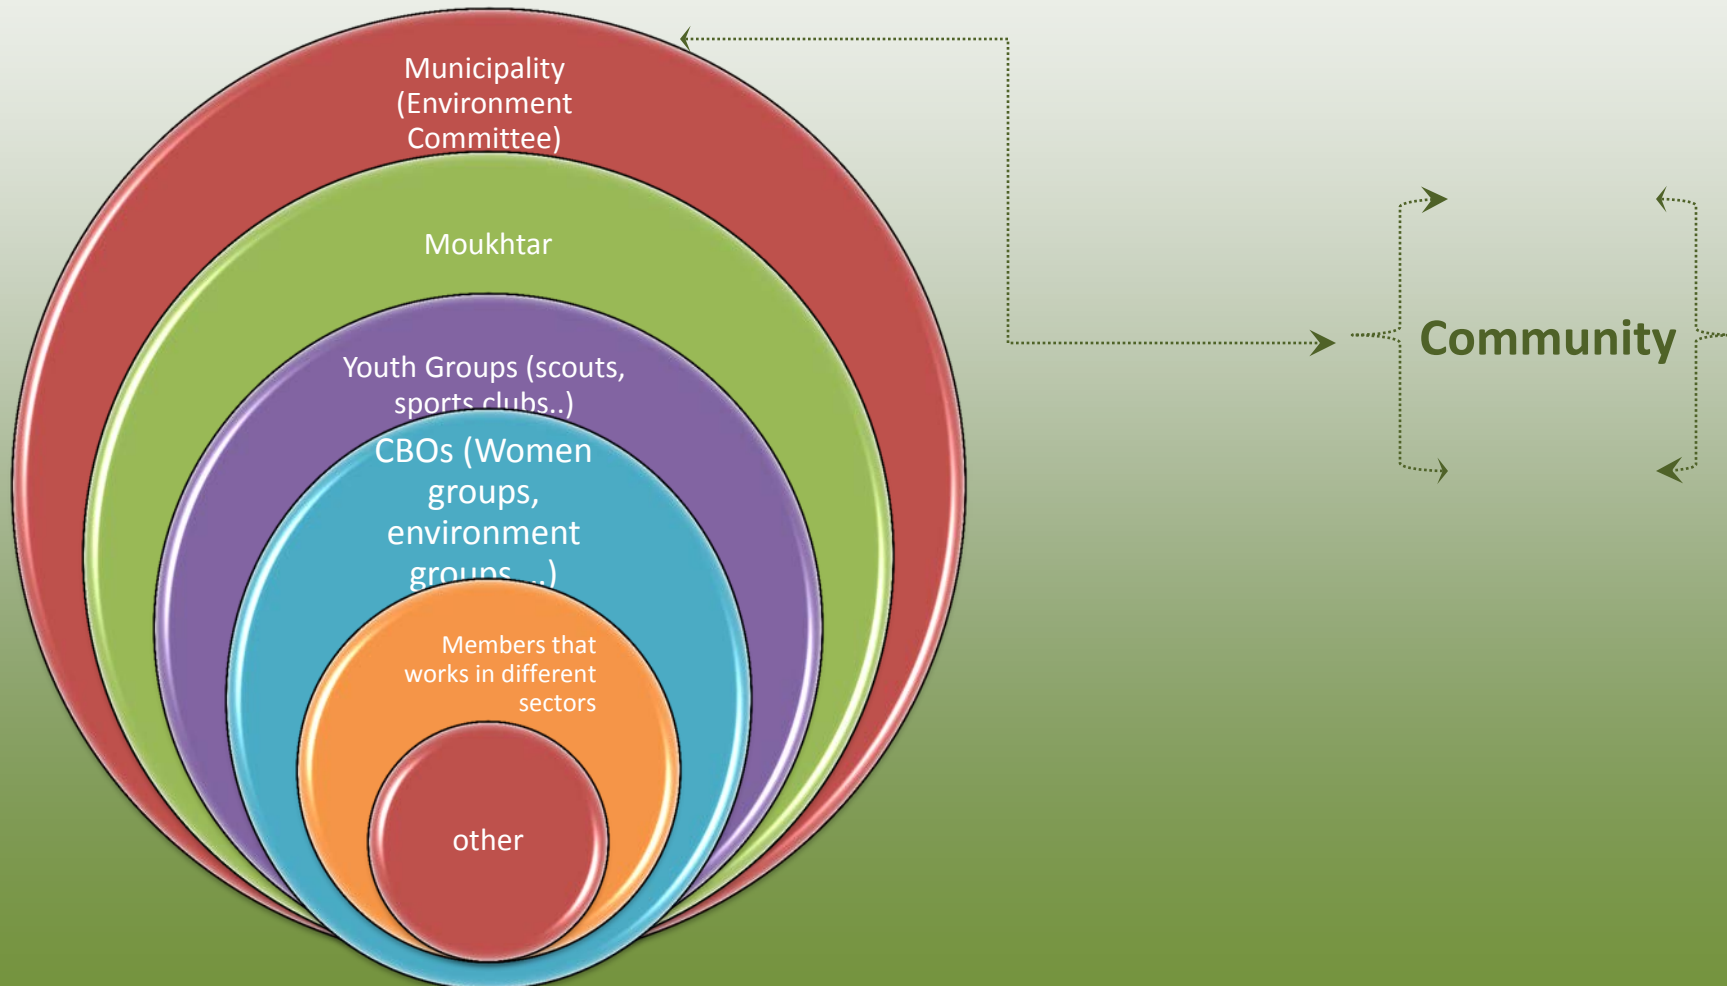 Municipality
(Environment
Committee)
Moukhtar
Youth Groups (scouts,
sports clubs..)
CBOs (Women
groups,
environment
groups, ..)
Members that
works in different
sectors
other
Community